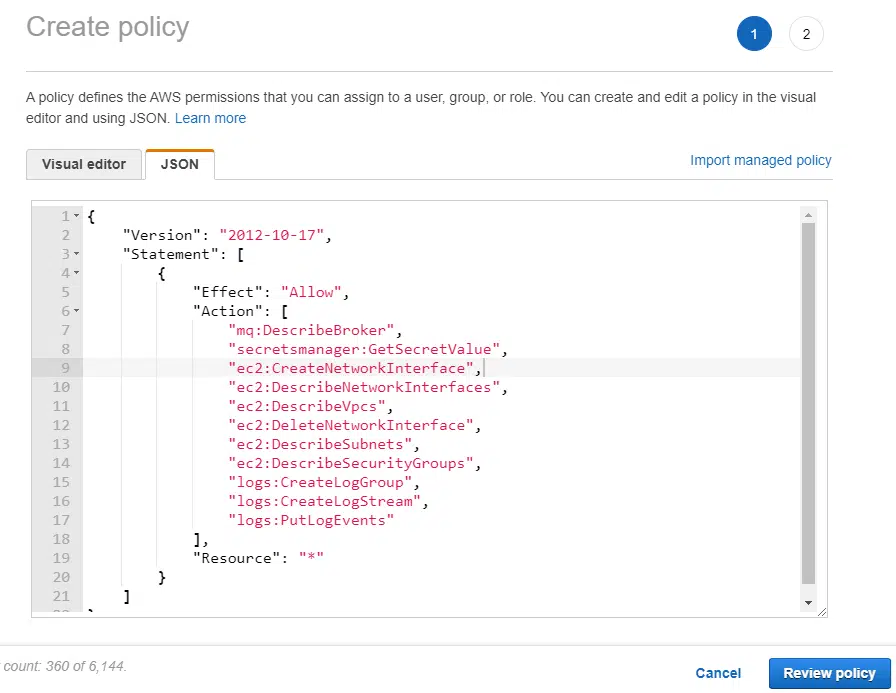 Create policy
1 2
A policy defines the AWS permissions that you can assign to a user, group, or role. You can create and edit a policy in the visual
editor and using JSON. Learn more
Visual editor JSON Import managed policy
1 {
2 "Version": "2012-10-17",
3 "Statement": [
4 {
5 "Effect": "Allow",
6 "Action": [
7 "mq:DescribeBroker",
8 "secretsmanager:GetSecretValue",
9 "ec2:CreateNetworkInterface",
10 "ec2:DescribeNetworkInterfaces",
11 "ec2:DescribeVpcs",
12 "ec2:DeleteNetworkInterface",
13 "ec2:DescribeSubnets",
14 "ec2:DescribeSecurityGroups",
15 "logs:CreateLogGroup",
16 "logs:CreateLogStream",
17 "logs:PutLogEvents"
18 ],
19 "Resource": "*"
20 }
21 ]
count: 360 of 6,144.
Cancel Review policy